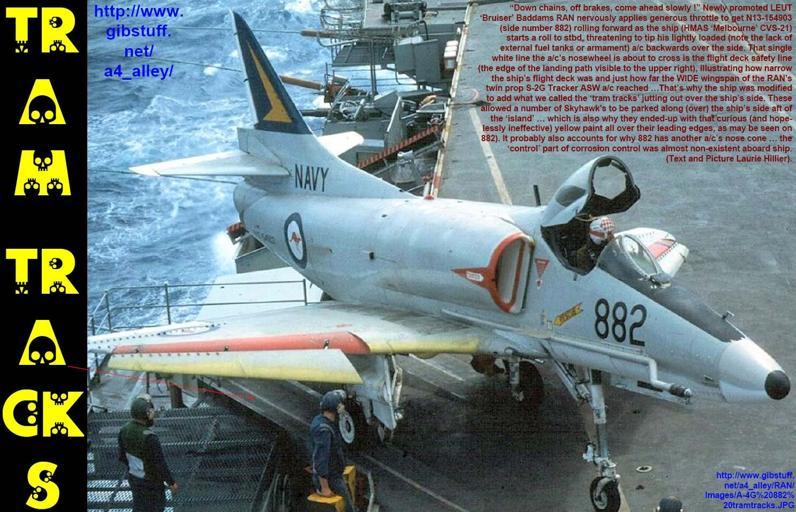 TR
A
M
TR
A
CK
S
http://www.
gibstuff.
net/
a4_alley/
"Down chains, off brakes, come ahead slowly !" Newly promoted LEUT
'Bruiser' Baddams RAN nervously applies generous throttle to get N13-154903
(side number 882) rolling forward as the ship (HMAS 'Melbourne' CVS-21)
starts a roll to stbd, threatening to tip his lightly loaded (note the lack of
external fuel tanks or armament) a/c backwards over the side. That single
white line the a/c's nosewheel is about to cross is the flight deck safety line
(the edge of the landing path visible to the upper right), illustrating how narrow
the ship's flight deck was and just how far the WIDE wingspan of the RAN's
twin prop S-2G Tracker ASW a/c reached ...That's why the ship was modified
to add what we called the 'tram tracks' jutting out over the ship's side. These
allowed a number of Skyhawk's to be parked along (over) the ship's side aft of
the 'island' ... which is also why they ended-up with that curious (and hope-
lessly ineffective) yellow paint all over their leading edges, as may be seen on
882). It probably also accounts for why 882 has another a/c's nose cone ... the
'control' part of corrosion control was almost non-existent aboard ship.
(Text and Picture Laurie Hillier).
NAVY
RESCUE
882
http://www.gibstuff.
net/a4_alley/RAN/
Images/A-4G%20882%
20tramtracks.JPG